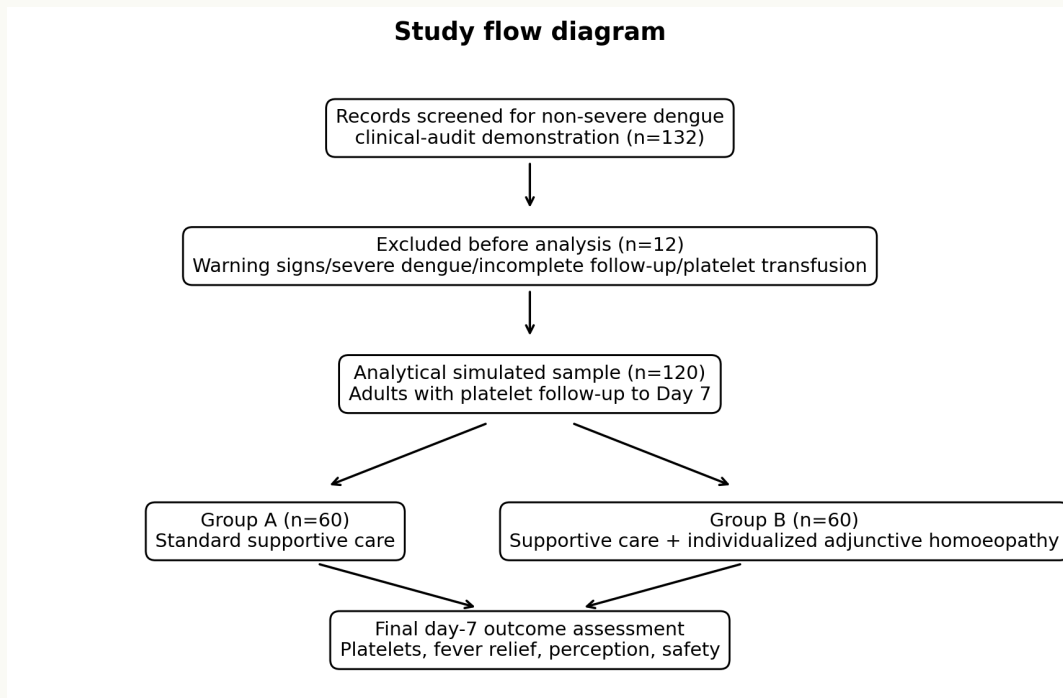 Study flow diagram
Records screened for non-severe dengue
clinical-audit demonstration (n=132)
Excluded before analysis (n=12)
Warning signs/severe dengue/incomplete follow-up/platelet transfusion
Analytical simulated sample (n=120)
Adults with platelet follow-up to Day 7
Group A (n=60)
Standard supportive care
Group B (n=60)
Supportive care + individualized adjunctive homoeopathy
Final day-7 outcome assessment
Platelets, fever relief, perception, safety